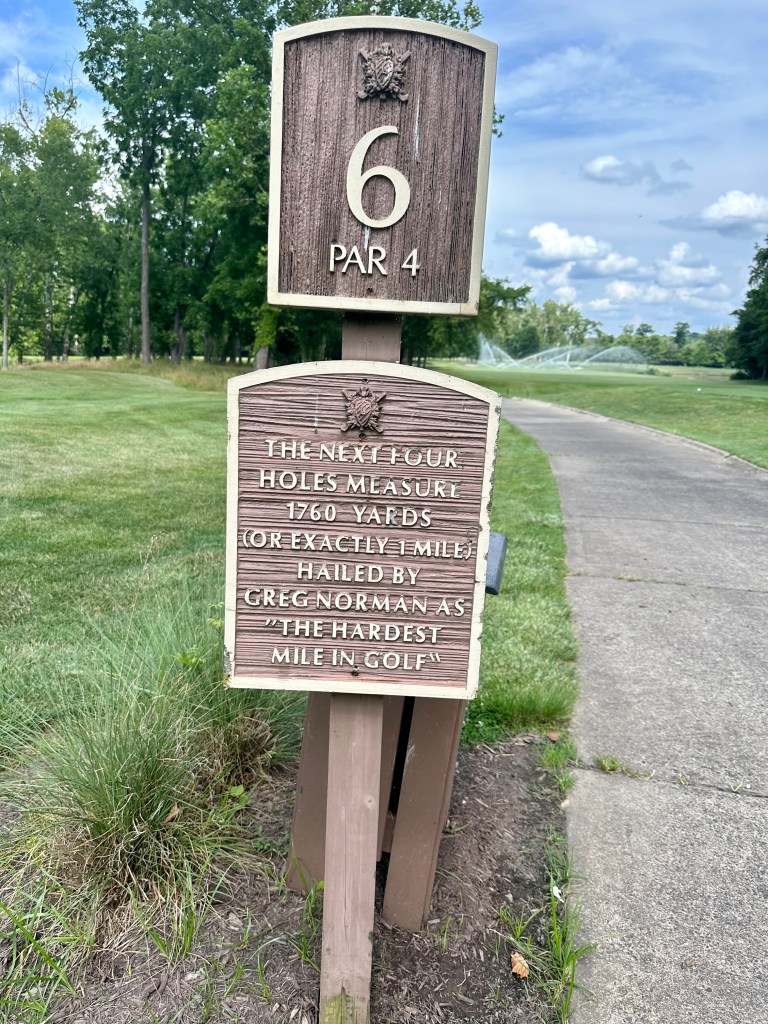 6
PAR 4
THE NEXT FOUR
HOLES MEASURE
1760 YARDS
(OR EXACTLY 1 MILE)
HAILED BY
GREG NORMAN AS
"THE HARDEST
MILE IN GOLF"